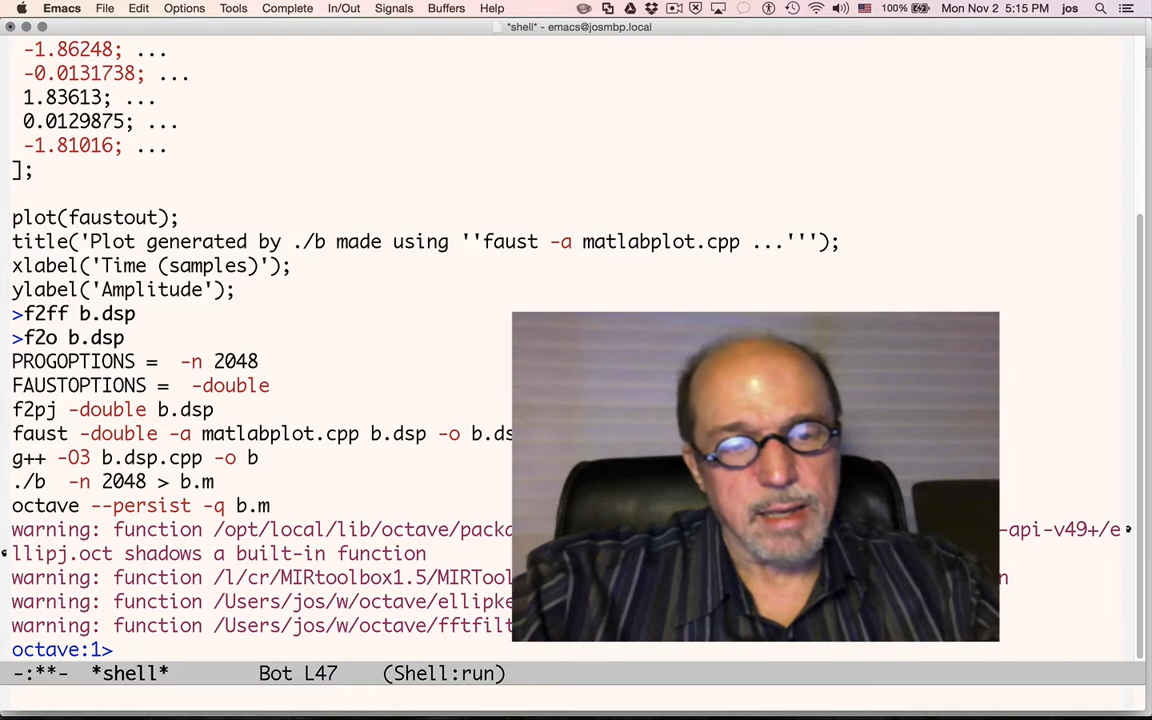 Emacs File Edit Options Tools Complete In/Out Signals Buffers Help 100% Mon Nov 2 5:15 PM jos
*shell* - emacs@josmbp.local
-1.86248; ...
-0.0131738; ...
1.83613; ...
0.0129875; ...
-1.81016; ...
];
plot(faustout);
title('Plot generated by ./b made using ''faust -a matlabplot.cpp ...''');
xlabel('Time (samples)');
ylabel('Amplitude');
>f2ff b.dsp
>f2o b.dsp
PROGOPTIONS =  -n 2048
FAUSTOPTIONS =  -double
f2pj -double b.dsp
faust -double -a matlabplot.cpp b.dsp -o b.ds
g++ -O3 b.dsp.cpp -o b
./b  -n 2048 > b.m
octave --persist -q b.m
warning: function /opt/local/lib/octave/packa -api-v49+/e
llipj.oct shadows a built-in function
warning: function /l/cr/MIRtoolbox1.5/MIRTool n
warning: function /Users/jos/w/octave/ellipke
warning: function /Users/jos/w/octave/fftfilt
octave:1>
-:**-  *shell*  Bot L47  (Shell:run)